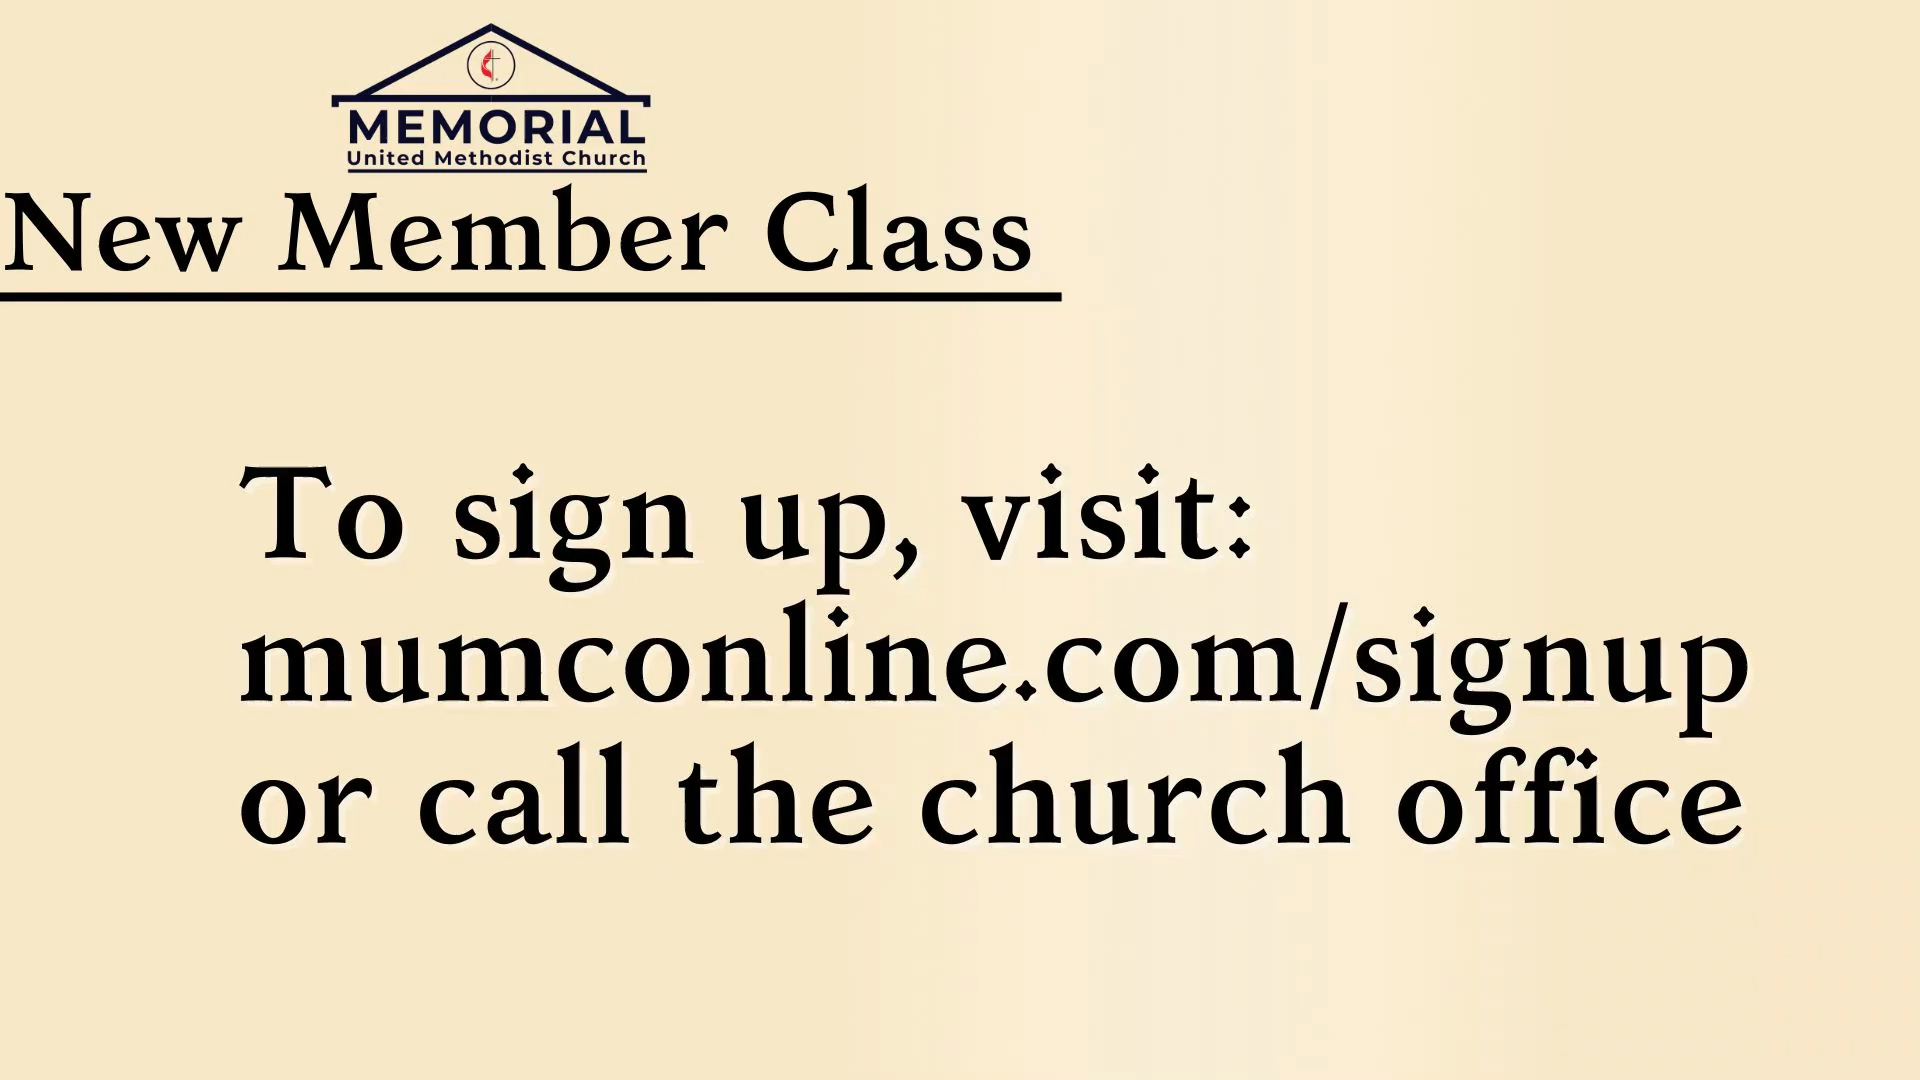 MEMORIAL
United Methodist Church
New Member Class
To sign up, visit:
mumconline.com/signup
or call the church office